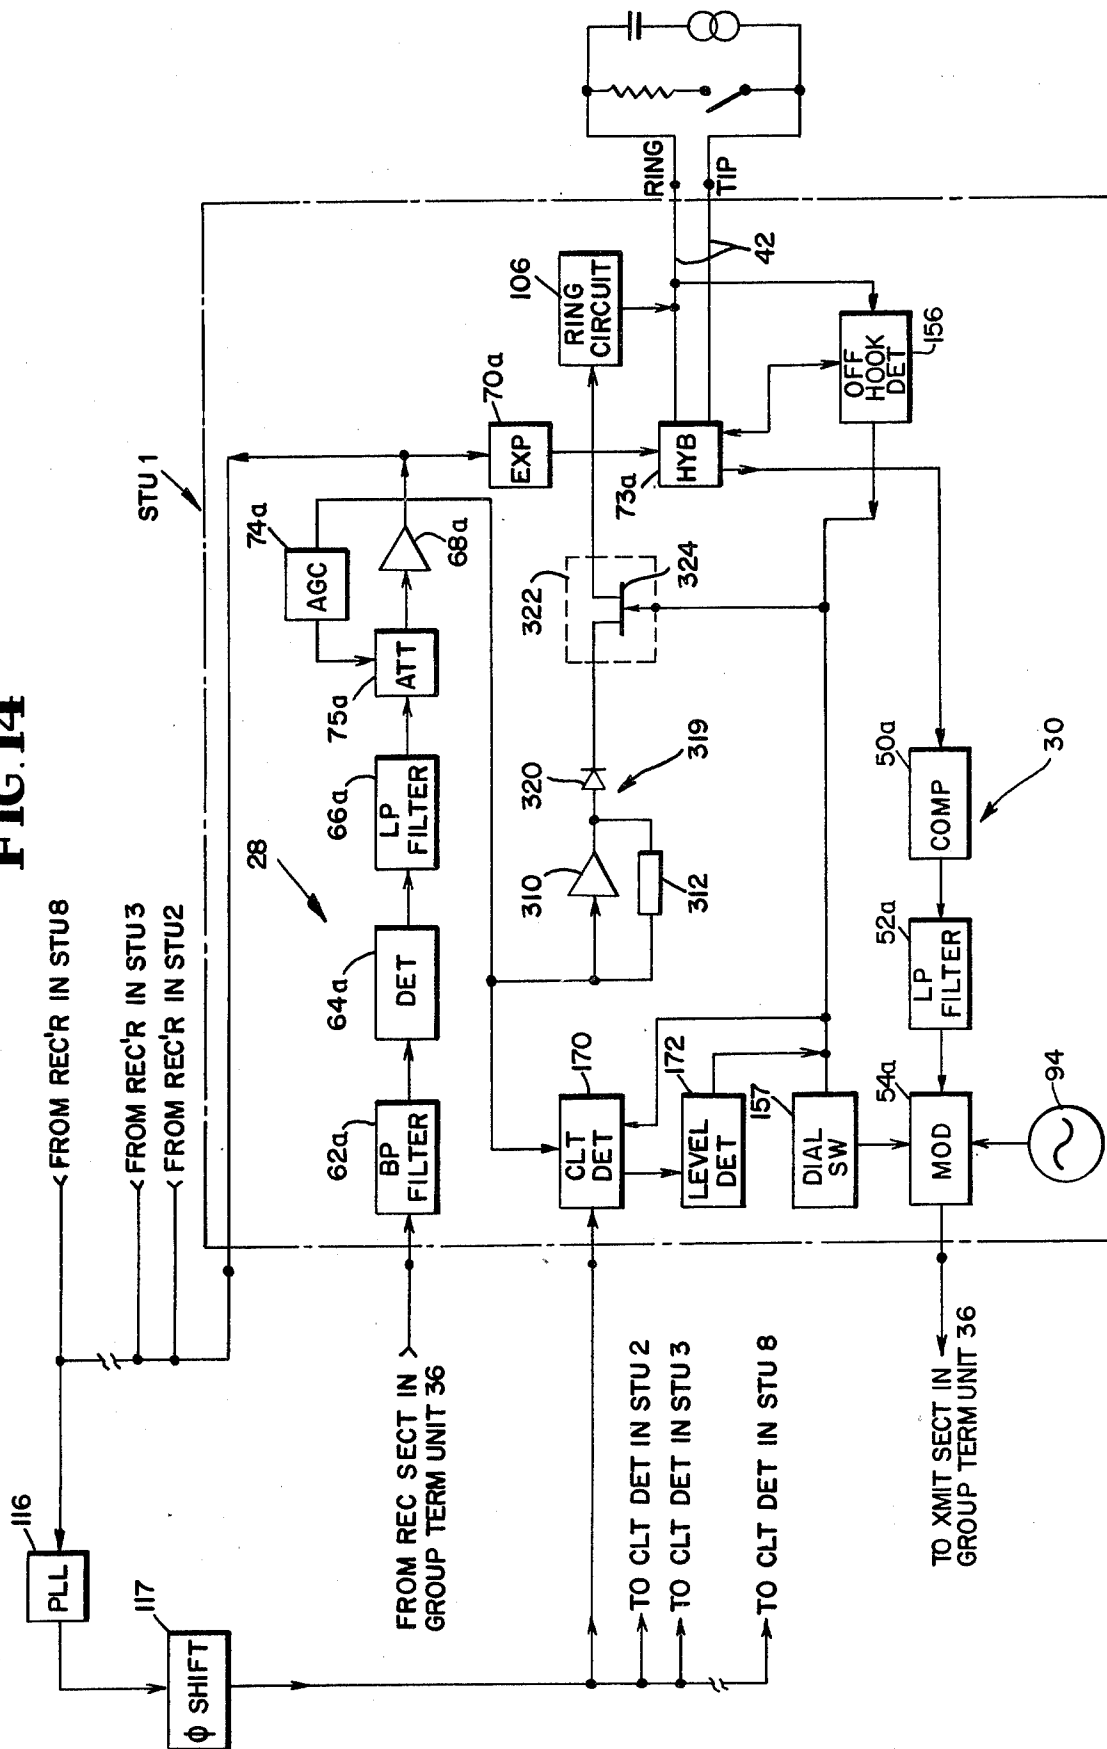 FIG. 14
FROM REC'R IN STU8
FROM REC'R IN STU3
FROM REC'R IN STU2
116
PLL
117
Φ SHIFT
STU 1
74a
AGC
75a
ATT
68a
28
66a
LP
FILTER
64a
DET
62a
BP
FILTER
FROM REC SECT IN
GROUP TERM UNIT 36
70a
EXP
106
RING
CIRCUIT
RING
TIP
42
73a
HYB
OFF
HOOK
DET
156
322
324
320
319
310
312
170
CLT
DET
172
LEVEL
DET
157
DIAL
SW
TO CLT DET IN STU 2
TO CLT DET IN STU 3
TO CLT DET IN STU 8
50a
COMP
30
52a
LP
FILTER
54a
MOD
94
TO XMIT SECT IN
GROUP TERM UNIT 36